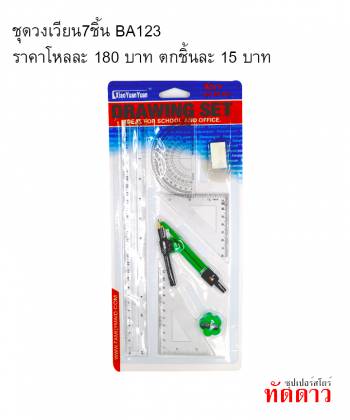 ชุดวงเวียน7ชิ้น BA123
ราคาโหลละ 180 บาท ตกชิ้นละ 15 บาท
XiaoYuanYuan
DRAWING SET
IDEAL FOR SCHOOL AND OFFICE.
ซุปเปอร์สโตร์
ทัดดาว